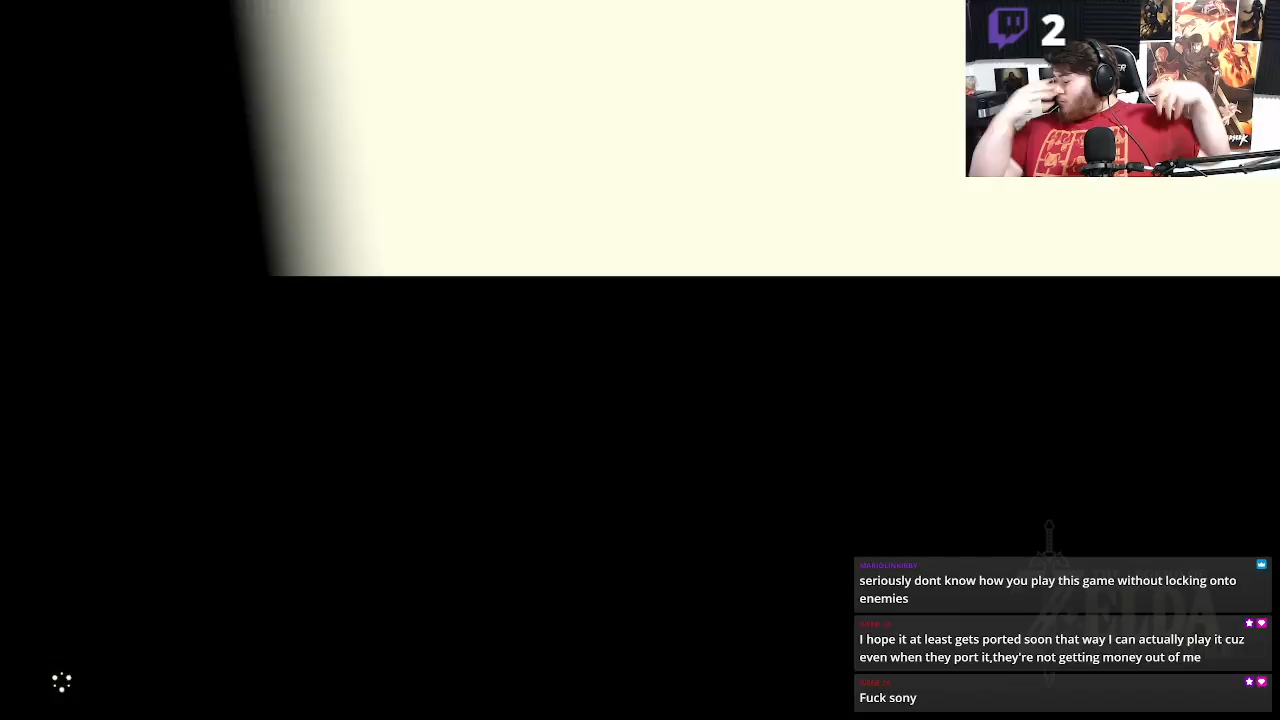 2
MARIOLINKIRBY
seriously dont know how you play this game without locking onto
enemies
I hope it at least gets ported soon that way I can actually play it cuz
even when they port it,they're not getting money out of me
Fuck sony
ZELDA